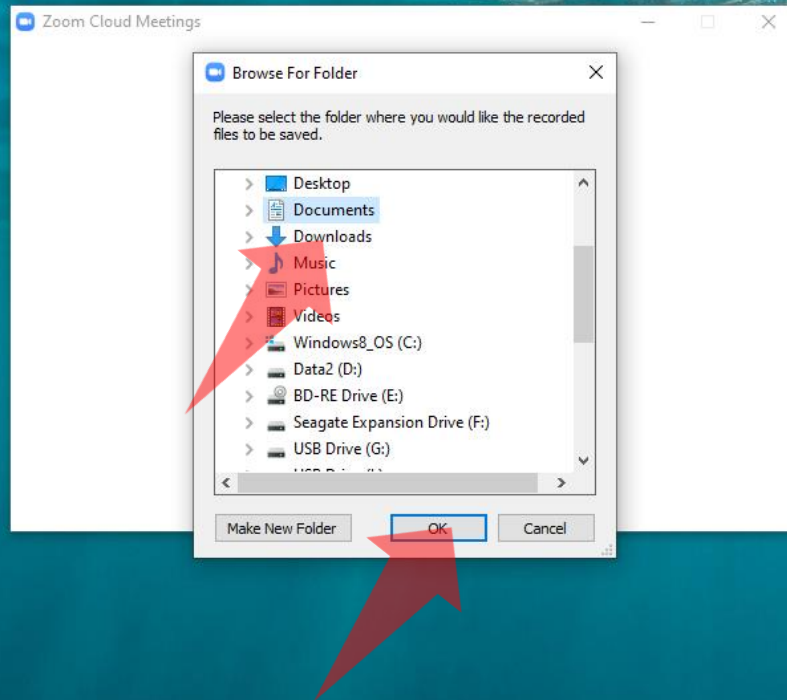 Zoom Cloud Meetings
Browse For Folder
Please select the folder where you would like the recorded
files to be saved.
Desktop
Documents
Downloads
Music
Pictures
Videos
Windows8_OS (C:)
Data2 (D:)
BD-RE Drive (E:)
Seagate Expansion Drive (F:)
USB Drive (G:)
Make New Folder OK Cancel